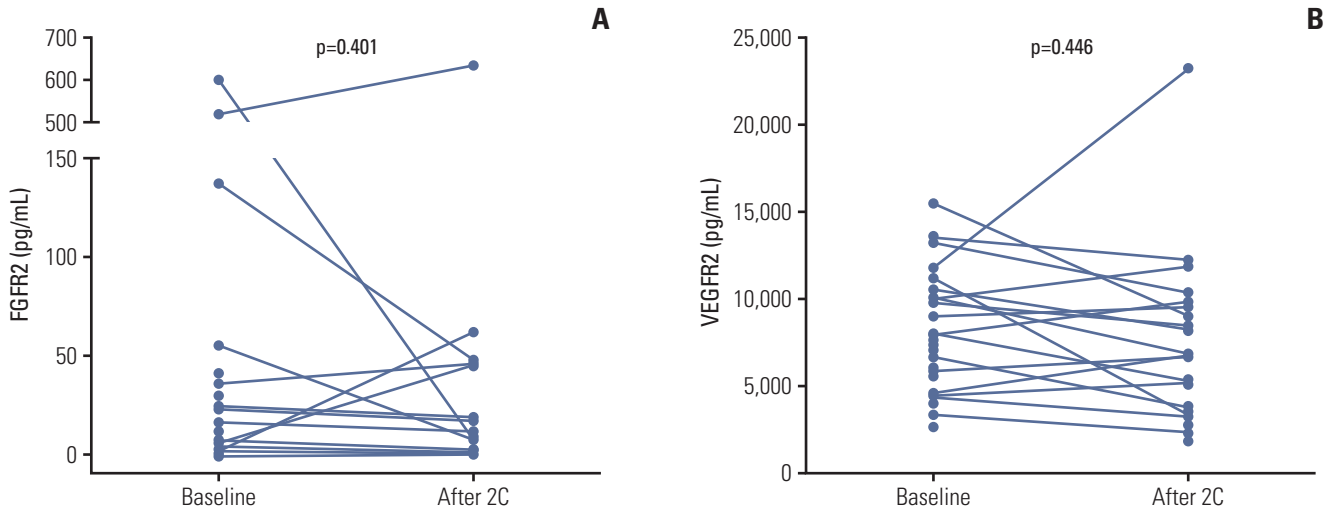 A
700
600
500
150
100
50
0
FGFR2 (pg/mL)
p=0.401
Baseline
After 2C
B
25,000
20,000
15,000
10,000
5,000
0
VEGFR2 (pg/mL)
p=0.446
Baseline
After 2C